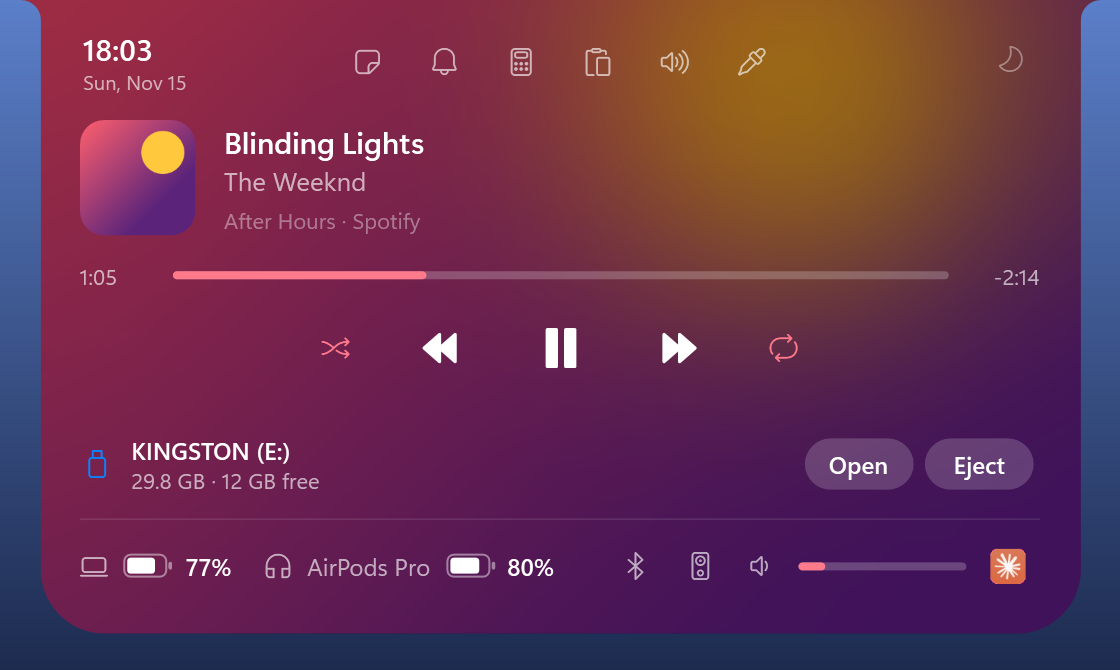 18:03
Sun, Nov 15
Blinding Lights
The Weeknd
After Hours · Spotify
1:05
-2:14
KINGSTON (E:)
29.8 GB · 12 GB free
Open
Eject
77%
AirPods Pro
80%